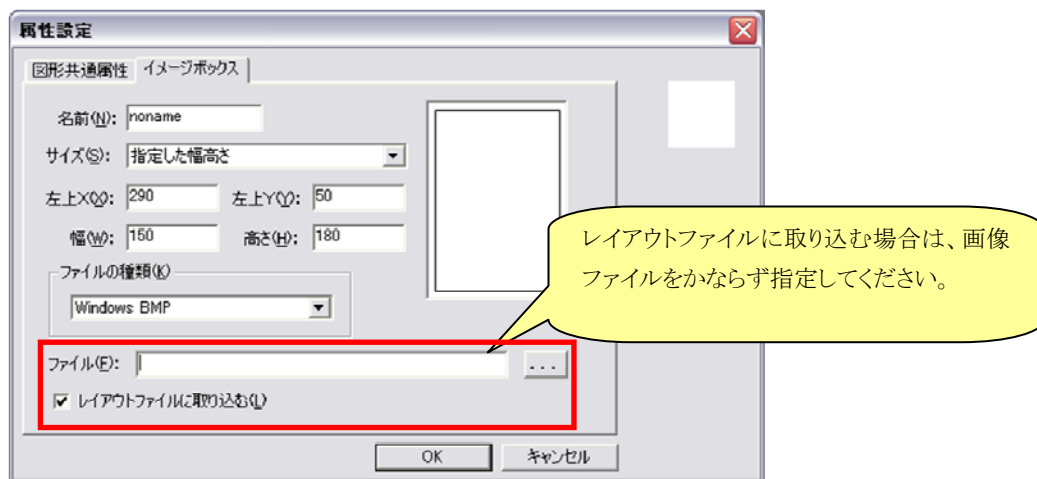 属性設定
図形共通属性 イメージボックス
名前(N): noname
サイズ(S): 指定した幅高さ
左上X(X): 290 左上Y(Y): 50
幅(W): 150 高さ(H): 180
ファイルの種類(K)
Windows BMP
レイアウトファイルに取り込む場合は、画像
ファイルをかならず指定してください。
ファイル(F): ...
レイアウトファイルに取り込む(L)
OK キャンセル